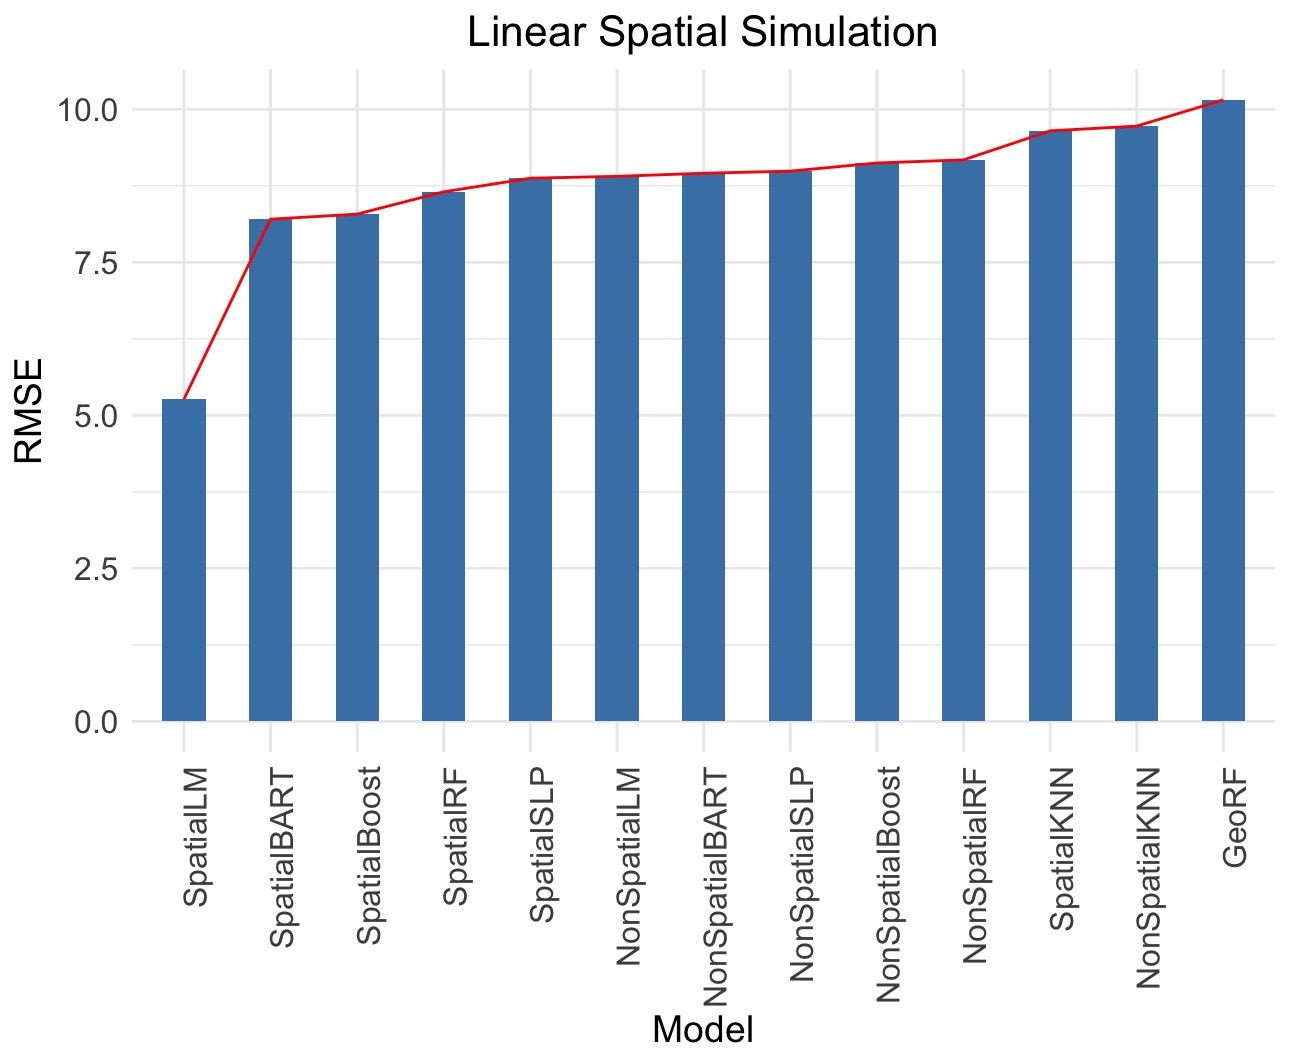 Linear Spatial Simulation
RMSE
10.0
7.5
5.0
2.5
0.0
SpatialLM
SpatialBART
SpatialBoost
SpatialRF
SpatialSLP
NonSpatialLM
NonSpatialBART
NonSpatialSLP
NonSpatialBoost
NonSpatialRF
SpatialKNN
NonSpatialKNN
GeoRF
Model